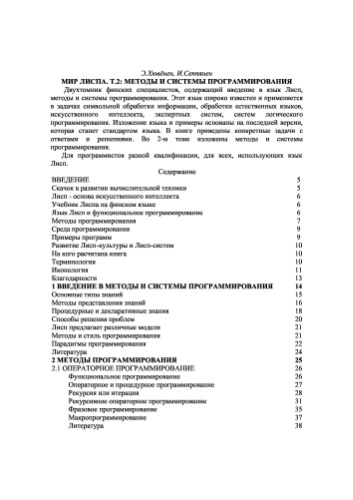 Э.Хювёнен, И.Сеппянен
МИР ЛИСПА. Т.2: МЕТОДЫ И СИСТЕМЫ ПРОГРАММИРОВАНИЯ
Двухтомник финских специалистов, содержащий введение в язык Лисп,
методы и системы программирования. Этот язык широко известен и применяется
в задачах символьной обработки информации, обработки естественных языков,
искусственного интеллекта, экспертных систем, систем логического
программирования. Изложение языка и примеры основаны на последней версии,
которая станет стандартом языка. В книге приведены конкретные задачи с
ответами и решениями. Во 2-м томе изложены методы и системы
программирования.
Для программистов разной квалификации, для всех, использующих язык
Лисп.
Содержание
ВВЕДЕНИЕ 5
Скачок в развитии вычислительной техники 5
Лисп - основа искусственного интеллекта 6
Учебник Лиспа на финском языке 6
Язык Лисп и функциональное программирование 6
Методы программирования 7
Среда программирования 9
Примеры программ 9
Развитие Лисп-культуры и Лисп-систем 10
На кого расчитана книга 10
Терминология 10
Иконология 11
Благодарности 13
1 ВВЕДЕНИЕ В МЕТОДЫ И СИСТЕМЫ ПРОГРАММИРОВАНИЯ 14
Основные типы знаний 15
Методы представления знаний 16
Процедурные и декларативные знания 18
Способы решения проблем 20
Лисп предлагает различные модели 21
Методы и стиль программирования 21
Парадигмы программирования 22
Литература 24
2 МЕТОДЫ ПРОГРАММИРОВАНИЯ 25
2.1 ОПЕРАТОРНОЕ ПРОГРАММИРОВАНИЕ 26
Функциональное программирование 26
Операторное и процедурное программирование 27
Рекурсия или итерация 28
Рекурсивное операторное программирование 31
Фразовое программирование 35
Макропрограммирование 37
Литература 38